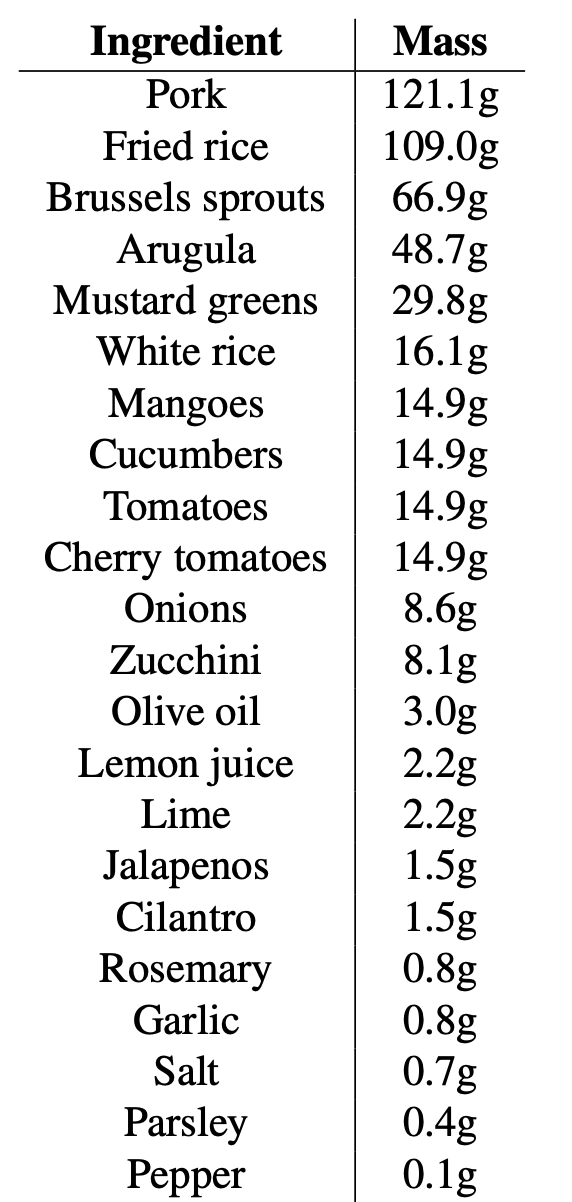 Ingredient Mass
Pork 121.1g
Fried rice 109.0g
Brussels sprouts 66.9g
Arugula 48.7g
Mustard greens 29.8g
White rice 16.1g
Mangoes 14.9g
Cucumbers 14.9g
Tomatoes 14.9g
Cherry tomatoes 14.9g
Onions 8.6g
Zucchini 8.1g
Olive oil 3.0g
Lemon juice 2.2g
Lime 2.2g
Jalapenos 1.5g
Cilantro 1.5g
Rosemary 0.8g
Garlic 0.8g
Salt 0.7g
Parsley 0.4g
Pepper 0.1g